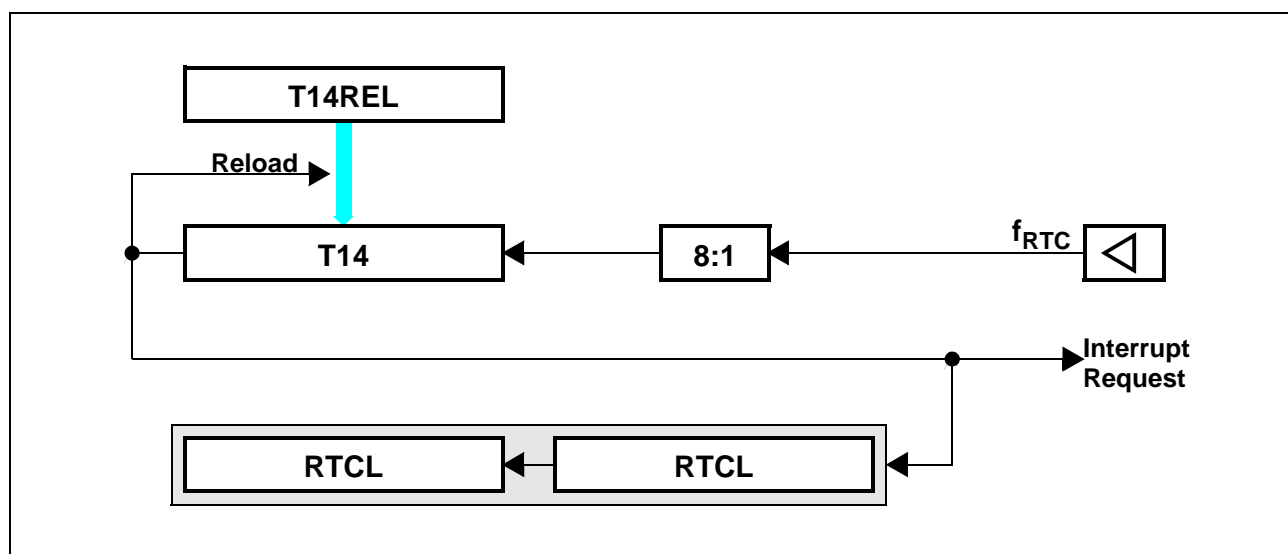 T14REL
Reload
T14
8:1
fRTC
Interrupt
Request
RTCL
RTCL